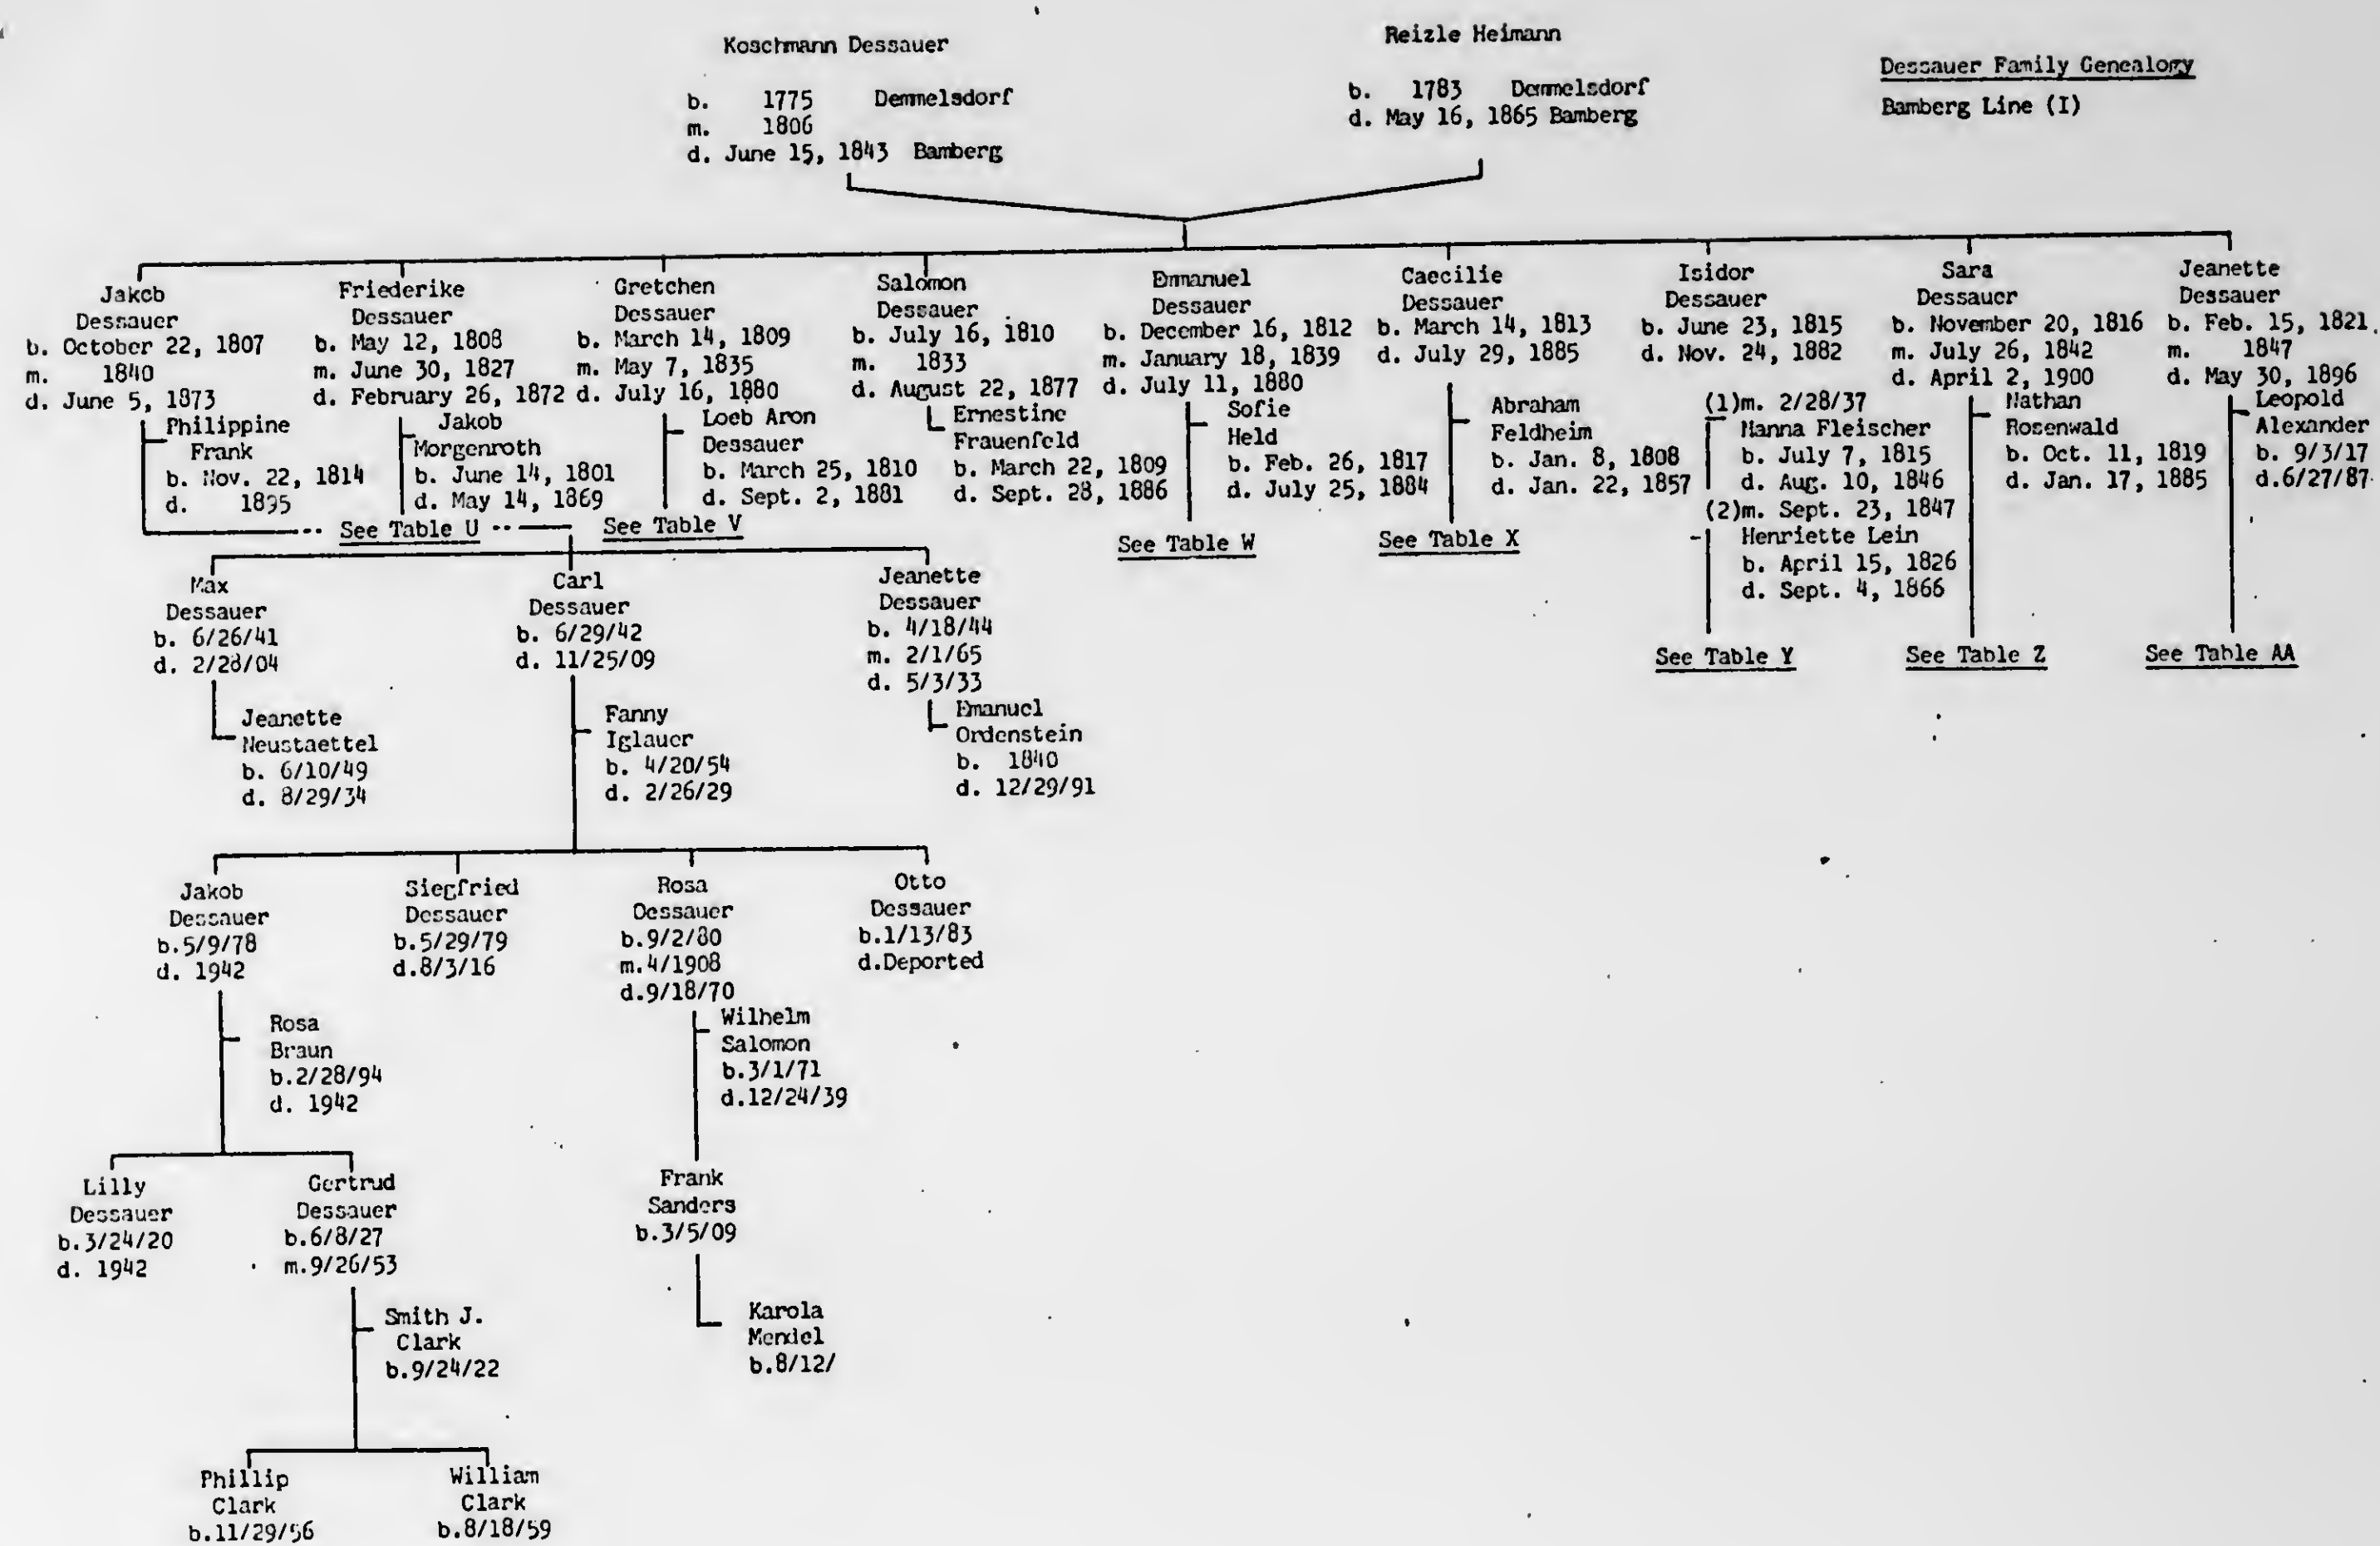 Koschmann Dessauer
b. 1775 Demmelsdorf
m. 1806
d. June 15, 1843 Bamberg
Reizle Heimann
b. 1783 Demmelsdorf
d. May 16, 1865 Bamberg
Dessauer Family Genealogy
Bamberg Line (I)
Jakob
Dessauer
b. October 22, 1807
m. 1840
d. June 5, 1873
Philippine
Frank
b. Nov. 22, 1814
d. 1895
Friederike
Dessauer
b. May 12, 1808
m. June 30, 1827
d. February 26, 1872
Jakob
Morgenroth
b. June 14, 1801
d. May 14, 1869
See Table U
Gretchen
Dessauer
b. March 14, 1809
m. May 7, 1835
d. July 16, 1880
Loeb Aron
Dessauer
b. March 25, 1810
d. Sept. 2, 1881
See Table V
Salomon
Dessauer
b. July 16, 1810
m. 1833
d. August 22, 1877
Ernestine
Frauenfeld
b. March 22, 1809
d. Sept. 28, 1886
Emmanuel
Dessauer
b. December 16, 1812
m. January 18, 1839
d. July 11, 1880
Sofie
Held
b. Feb. 26, 1817
d. July 25, 1884
See Table W
Caecilie
Dessauer
b. March 14, 1813
d. July 29, 1885
Abraham
Feldheim
b. Jan. 8, 1808
d. Jan. 22, 1857
See Table X
Isidor
Dessauer
b. June 23, 1815
d. Nov. 24, 1882
(1)m. 2/28/37
Nanna Fleischer
b. July 7, 1815
d. Aug. 10, 1846
(2)m. Sept. 23, 1847
Henriette Lein
b. April 15, 1826
d. Sept. 4, 1866
See Table Y
Sara
Dessauer
b. November 20, 1816
m. July 26, 1842
d. April 2, 1900
Nathan
Rosenwald
b. Oct. 11, 1819
d. Jan. 17, 1885
See Table Z
Jeanette
Dessauer
b. Feb. 15, 1821
m. 1847
d. May 30, 1896
Leopold
Alexander
b. 9/3/17
d.6/27/87
See Table AA
Max
Dessauer
b. 6/26/41
d. 2/28/04
Jeanette
Neustaettel
b. 6/10/49
d. 8/29/34
Carl
Dessauer
b. 6/29/42
d. 11/25/09
Fanny
Iglauer
b. 4/20/54
d. 2/26/29
Jeanette
Dessauer
b. 4/18/44
m. 2/1/65
d. 5/3/33
Emanuel
Ordenstein
b. 1840
d. 12/29/91
Jakob
Dessauer
b.5/9/78
d. 1942
Rosa
Braun
b.2/28/94
d. 1942
Siegfried
Dessauer
b.5/29/79
d.8/3/16
Rosa
Dessauer
b.9/2/80
m.4/1908
d.9/18/70
Wilhelm
Salomon
b.3/1/71
d.12/24/39
Otto
Dessauer
b.1/13/83
d.Deported
Lilly
Dessauer
b.3/24/20
d. 1942
Gertrud
Dessauer
b.6/8/27
m.9/26/53
Smith J.
Clark
b.9/24/22
Frank
Sanders
b.3/5/09
Karola
Mendel
b.8/12/
Phillip
Clark
b.11/29/56
William
Clark
b.8/18/59